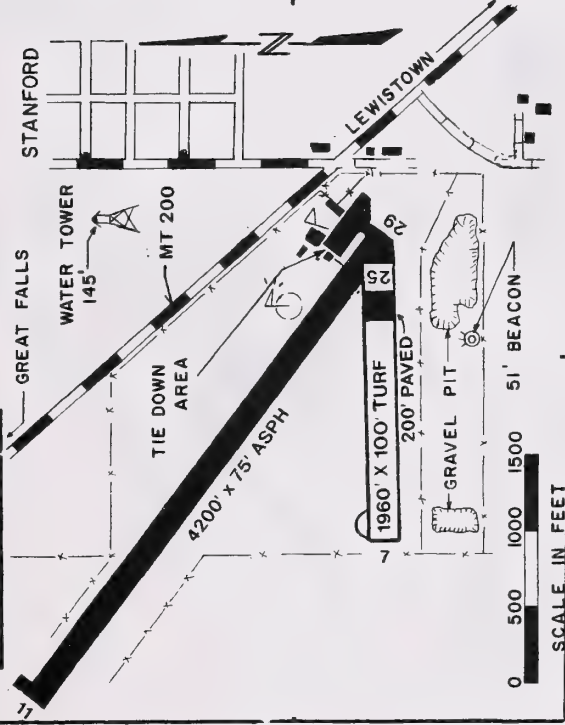 STANFORD
N
GREAT FALLS
WATER TOWER
145'
MT 200
LEWISTOWN
TIE DOWN
AREA
29
25
4200' X 75' ASPH
1960' X 100' TURF
200' PAVED
7
11
GRAVEL PIT
51' BEACON
0 500 1000 1500
SCALE IN FEET